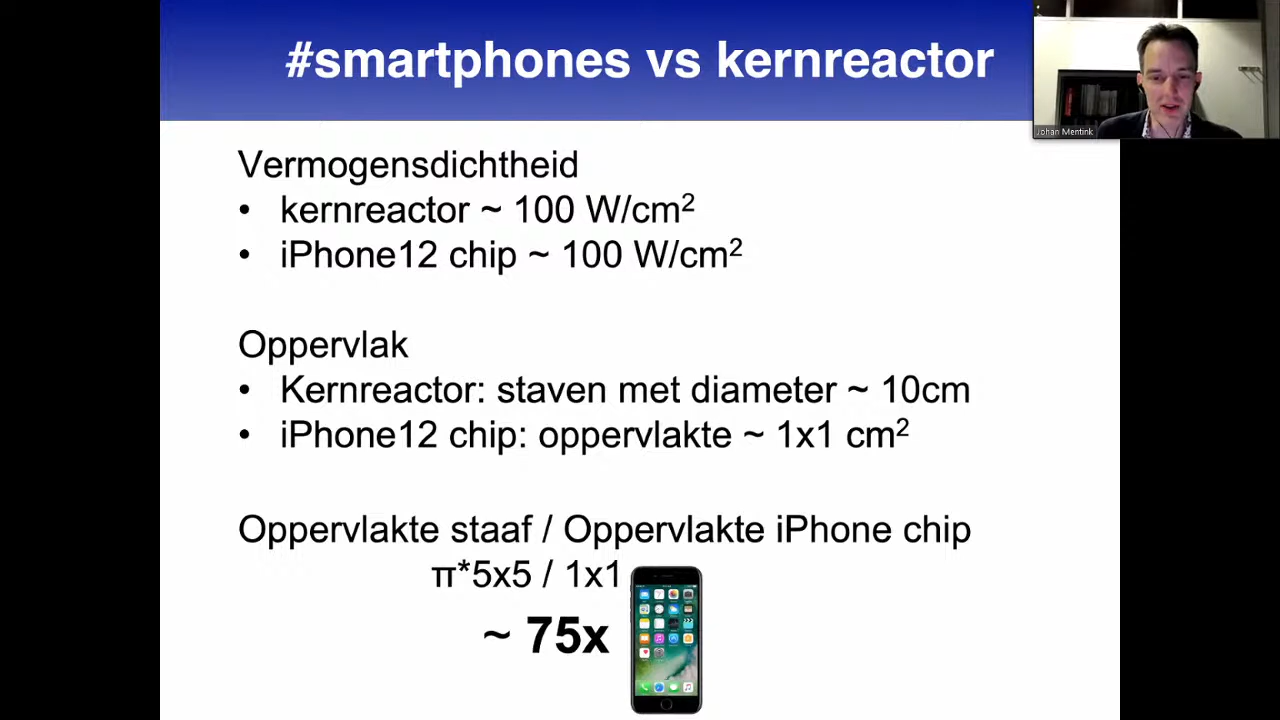 #smartphones vs kernreactor
Johan Mentink
Vermogensdichtheid
• kernreactor ~ 100 W/cm²
• iPhone12 chip ~ 100 W/cm²
Oppervlak
• Kernreactor: staven met diameter ~ 10cm
• iPhone12 chip: oppervlakte ~ 1x1 cm²
Oppervlakte staaf / Oppervlakte iPhone chip
π*5x5 / 1x1
~ 75x